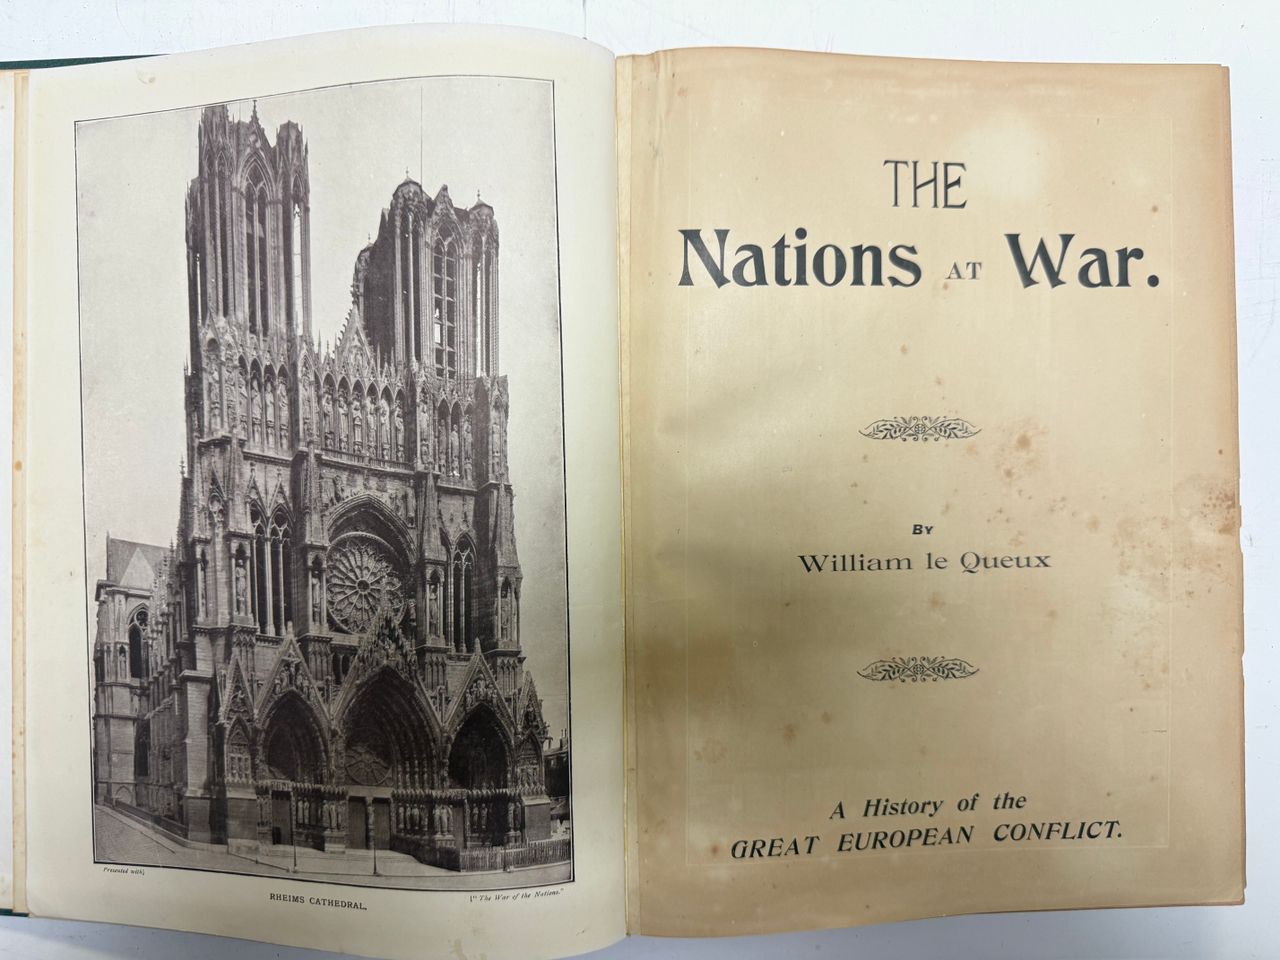 Presented with]
RHEIMS CATHEDRAL.
["The War of the Nations."
THE
Nations AT War.
BY
William le Queux
A History of the
GREAT EUROPEAN CONFLICT.